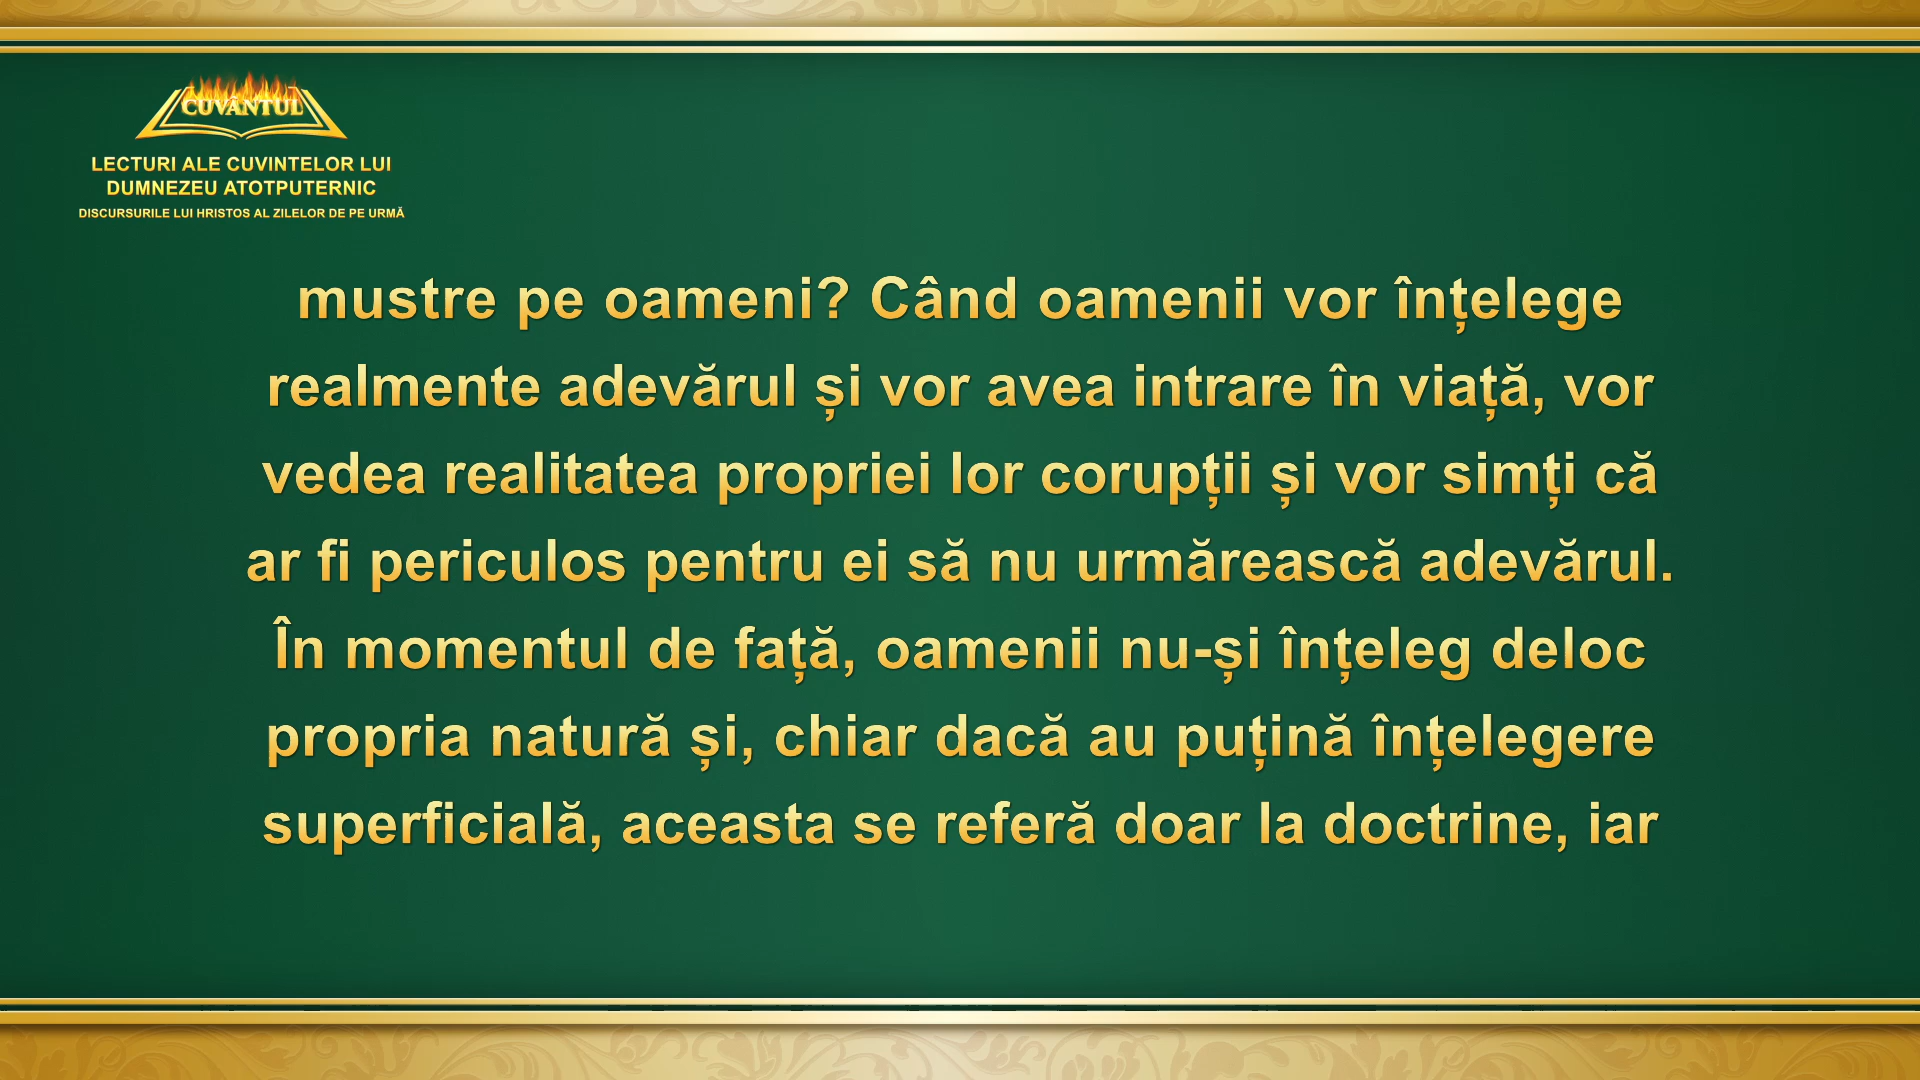 CUVÂNTUL
LECTURI ALE CUVINTELOR LUI
DUMNEZEU ATOTPUTERNIC
DISCURSURILE LUI HRISTOS AL ZILELOR DE PE URMĂ
mustre pe oameni? Când oamenii vor înțelege
realmente adevărul și vor avea intrare în viață, vor
vedea realitatea propriei lor corupții și vor simți că
ar fi periculos pentru ei să nu urmărească adevărul.
În momentul de față, oamenii nu-și înțeleg deloc
propria natură și, chiar dacă au puțină înțelegere
superficială, aceasta se referă doar la doctrine, iar